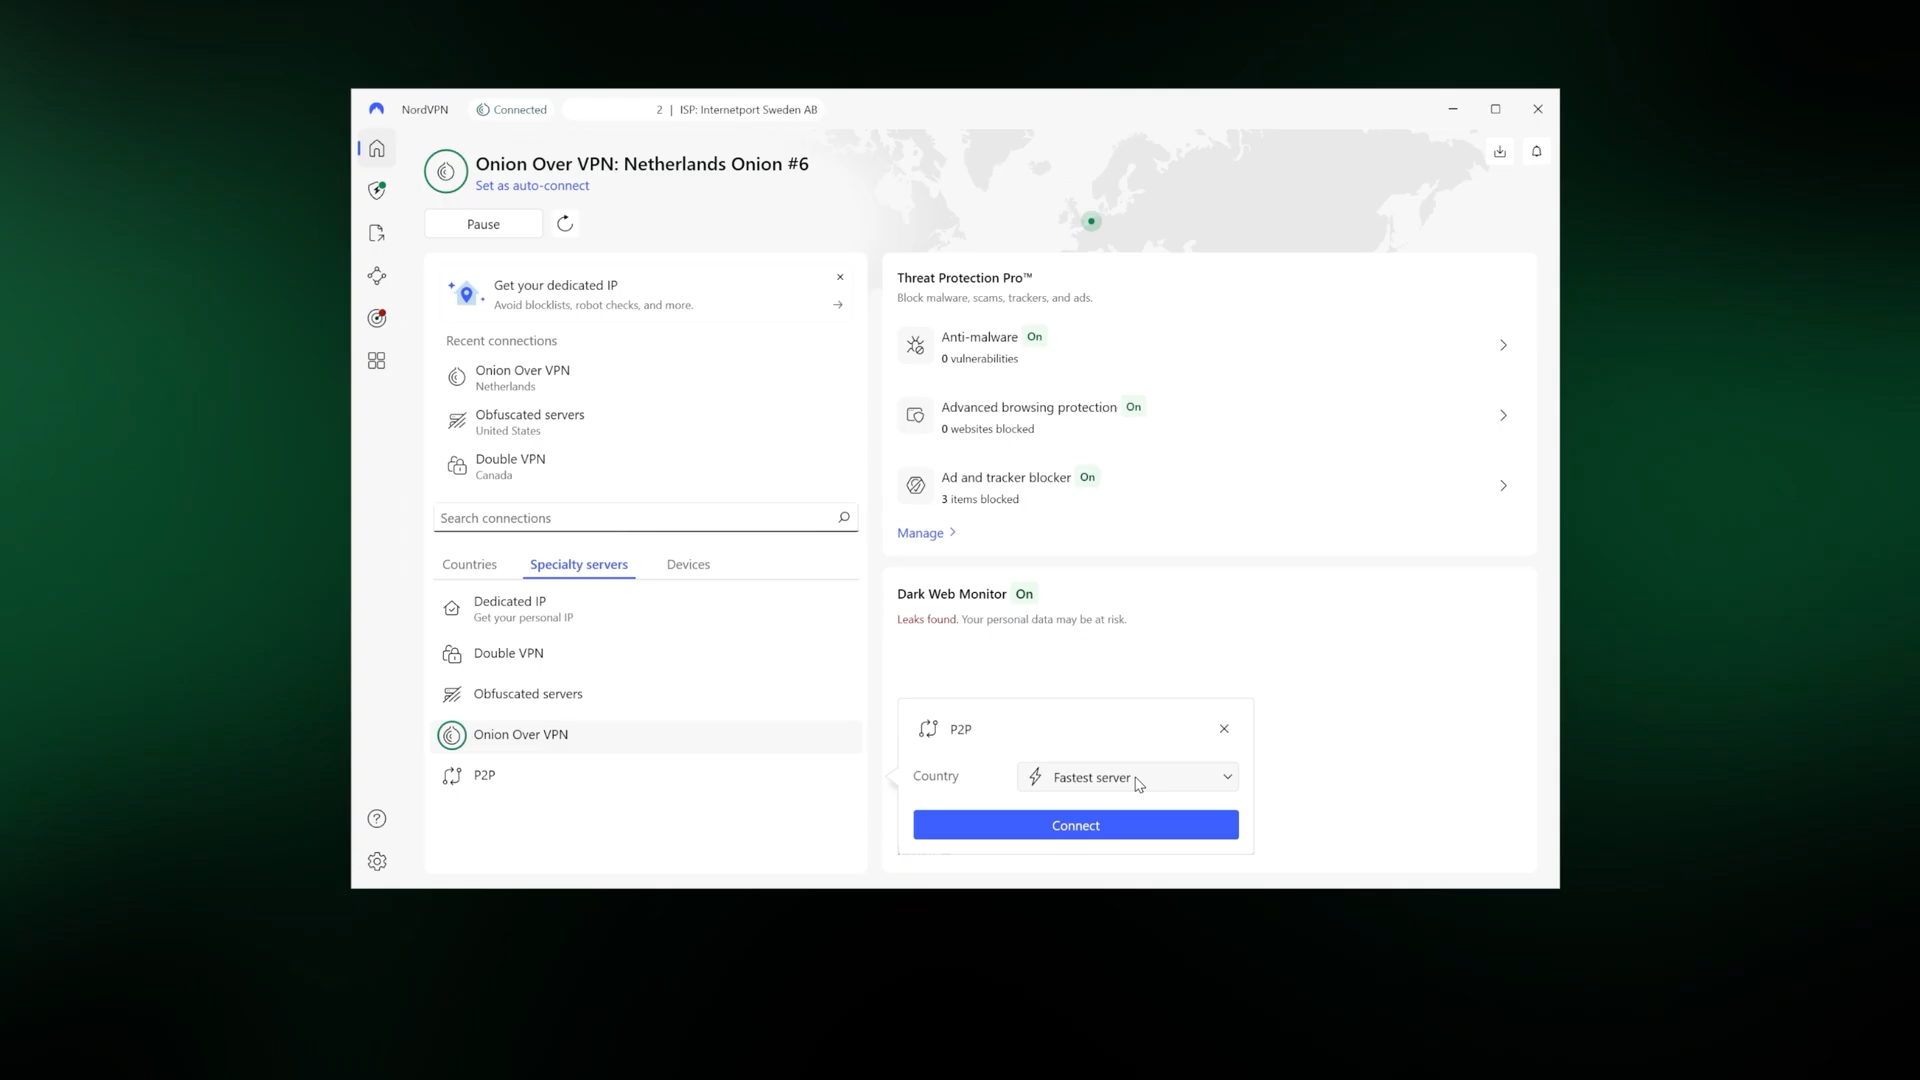 NordVPN
Connected
2 | ISP: Internetport Sweden AB
Onion Over VPN: Netherlands Onion #6
Set as auto-connect
Pause
Get your dedicated IP
Avoid blocklists, robot checks, and more.
Recent connections
Onion Over VPN
Netherlands
Obfuscated servers
United States
Double VPN
Canada
Search connections
Countries
Specialty servers
Devices
Dedicated IP
Get your personal IP
Double VPN
Obfuscated servers
Onion Over VPN
P2P
Threat Protection Pro™
Block malware, scams, trackers, and ads.
Anti-malware On
0 vulnerabilities
Advanced browsing protection On
0 websites blocked
Ad and tracker blocker On
3 items blocked
Manage
Dark Web Monitor On
Leaks found. Your personal data may be at risk.
P2P
Country
Fastest server
Connect